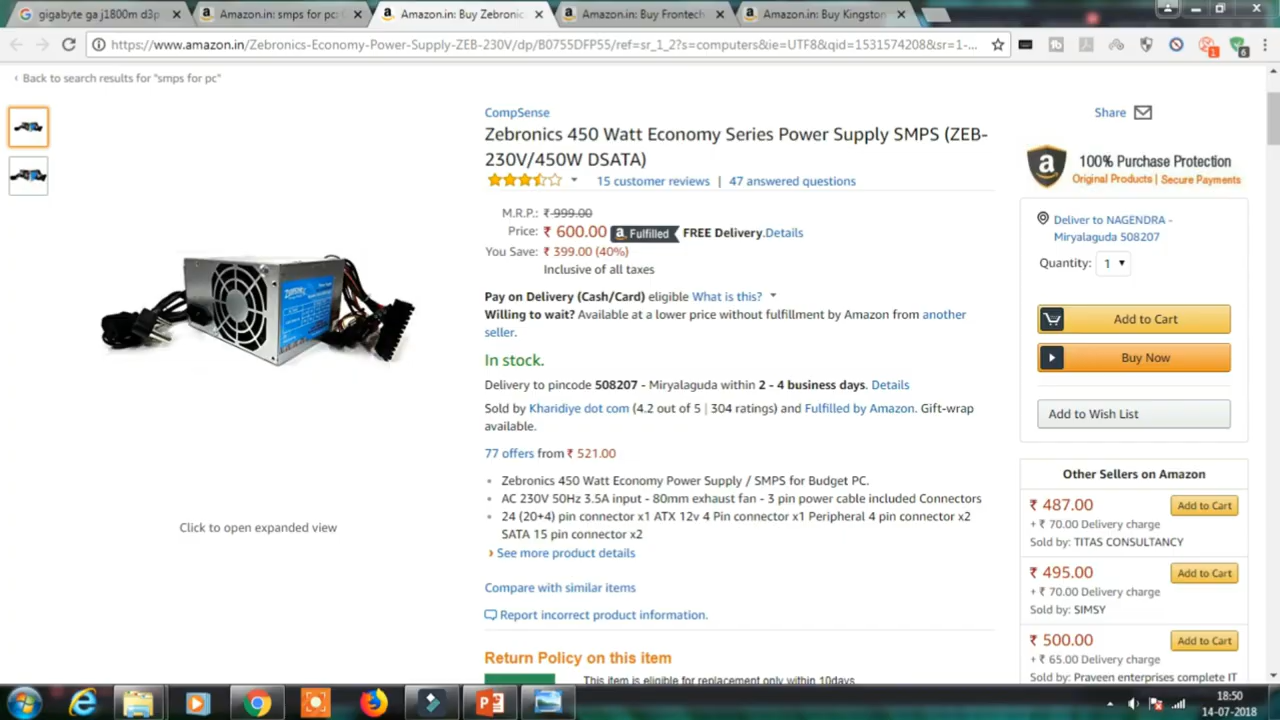 gigabyte ga j1800m d3p
Amazon.in: smps for pc:
Amazon.in: Buy Zebronic
Amazon.in: Buy Frontech
Amazon.in: Buy Kingston
https://www.amazon.in/Zebronics-Economy-Power-Supply-ZEB-230V/dp/B0755DFP55/ref=sr_1_2?s=computers&ie=UTF8&qid=1531574208&sr=1-...
‹ Back to search results for "smps for pc"
CompSense
Zebronics 450 Watt Economy Series Power Supply SMPS (ZEB-
230V/450W DSATA)
15 customer reviews | 47 answered questions
M.R.P.: ₹ 999.00
Price: ₹ 600.00 a Fulfilled FREE Delivery.Details
You Save: ₹ 399.00 (40%)
Inclusive of all taxes
Pay on Delivery (Cash/Card) eligible What is this?
Willing to wait? Available at a lower price without fulfillment by Amazon from another
seller.
In stock.
Delivery to pincode 508207 - Miryalaguda within 2 - 4 business days. Details
Sold by Kharidiye dot com (4.2 out of 5 | 304 ratings) and Fulfilled by Amazon. Gift-wrap
available.
77 offers from ₹ 521.00
• Zebronics 450 Watt Economy Power Supply / SMPS for Budget PC.
• AC 230V 50Hz 3.5A input - 80mm exhaust fan - 3 pin power cable included Connectors
• 24 (20+4) pin connector x1 ATX 12v 4 Pin connector x1 Peripheral 4 pin connector x2
SATA 15 pin connector x2
› See more product details
Compare with similar items
Report incorrect product information.
Return Policy on this item
This item is eligible for replacement only within 10days.
Click to open expanded view
Share
100% Purchase Protection
Original Products | Secure Payments
Deliver to NAGENDRA -
Miryalaguda 508207
Quantity: 1
Add to Cart
Buy Now
Add to Wish List
Other Sellers on Amazon
₹ 487.00 Add to Cart
+ ₹ 70.00 Delivery charge
Sold by: TITAS CONSULTANCY
₹ 495.00 Add to Cart
+ ₹ 70.00 Delivery charge
Sold by: SIMSY
₹ 500.00 Add to Cart
+ ₹ 65.00 Delivery charge
Sold by: Praveen enterprises complete IT
18:50
14-07-2018